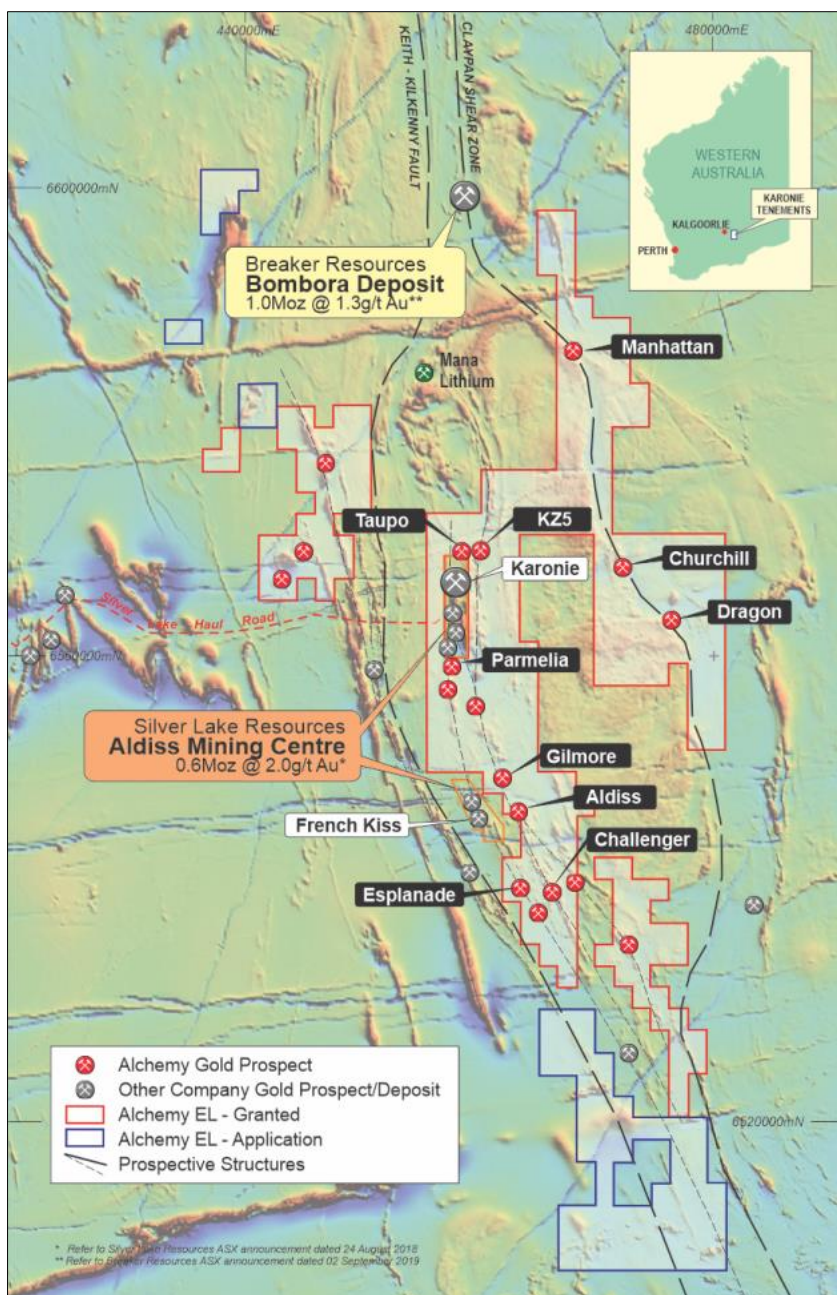 440000mE
480000mE
KEITH - KILKENNY FAULT
CLAYPAN SHEAR ZONE
WESTERN
AUSTRALIA
KALGOORLIE
KARONIE
TENEMENTS
PERTH
6600000mN
Breaker Resources
Bombora Deposit
1.0Moz @ 1.3g/t Au**
Manhattan
Mana
Lithium
Taupo
KZ5
Karonie
Churchill
Dragon
Silver Lake Haul Road
6560000mN
Parmelia
Silver Lake Resources
Aldiss Mining Centre
0.6Moz @ 2.0g/t Au*
Gilmore
Aldiss
French Kiss
Challenger
Esplanade
Alchemy Gold Prospect
Other Company Gold Prospect/Deposit
Alchemy EL - Granted
Alchemy EL - Application
Prospective Structures
6520000mN
* Refer to Silver Lake Resources ASX announcement dated 24 August 2018
** Refer to Breaker Resources ASX announcement dated 02 September 2019